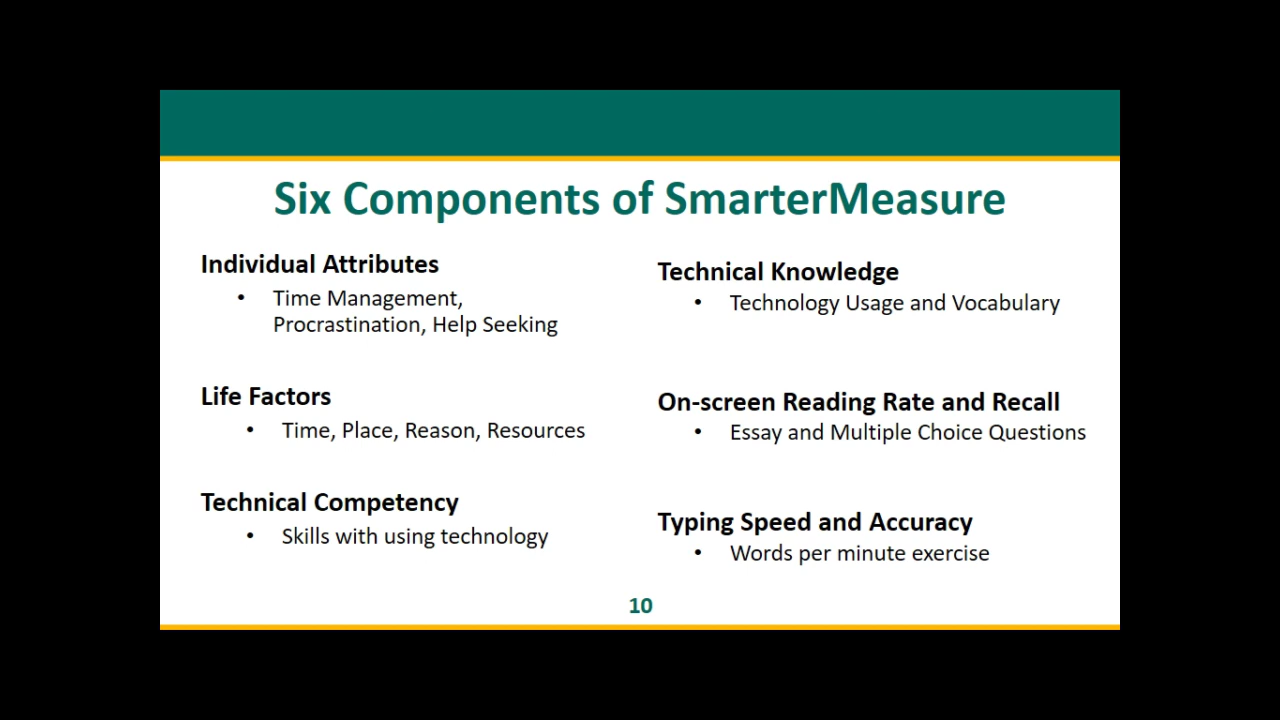 Six Components of SmarterMeasure
Individual Attributes
• Time Management,
Procrastination, Help Seeking
Life Factors
• Time, Place, Reason, Resources
Technical Competency
• Skills with using technology
Technical Knowledge
• Technology Usage and Vocabulary
On-screen Reading Rate and Recall
• Essay and Multiple Choice Questions
Typing Speed and Accuracy
• Words per minute exercise
10